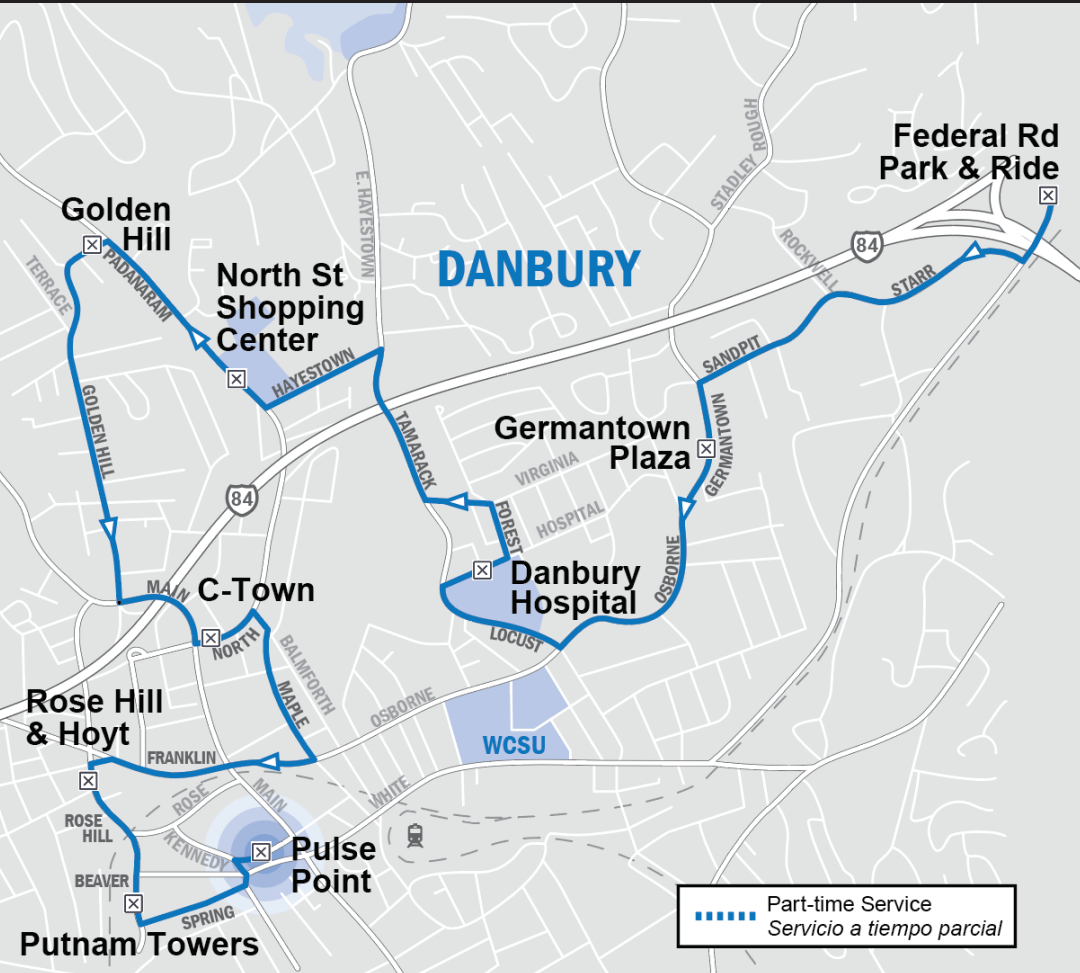 Federal Rd
Park & Ride
STADLEY ROUGH
E. HAYESTOWN
Golden
Hill
DANBURY
84
ROCKWELL
STARR
TERRACE
PADANARAM
North St
Shopping
Center
HAYESTOWN
SANDPIT
GOLDEN HILL
TAMARACK
Germantown
Plaza
GERMANTOWN
VIRGINIA
HOSPITAL
FOREST
84
OSBORNE
Danbury
Hospital
MAIN
C-Town
NORTH
LOCUST
BALMFORTH
MAPLE
OSBORNE
Rose Hill
& Hoyt
WCSU
FRANKLIN
ROSE
MAIN
WHITE
ROSE
HILL
KENNEDY
Pulse
Point
BEAVER
SPRING
Putnam Towers
Part-time Service
Servicio a tiempo parcial